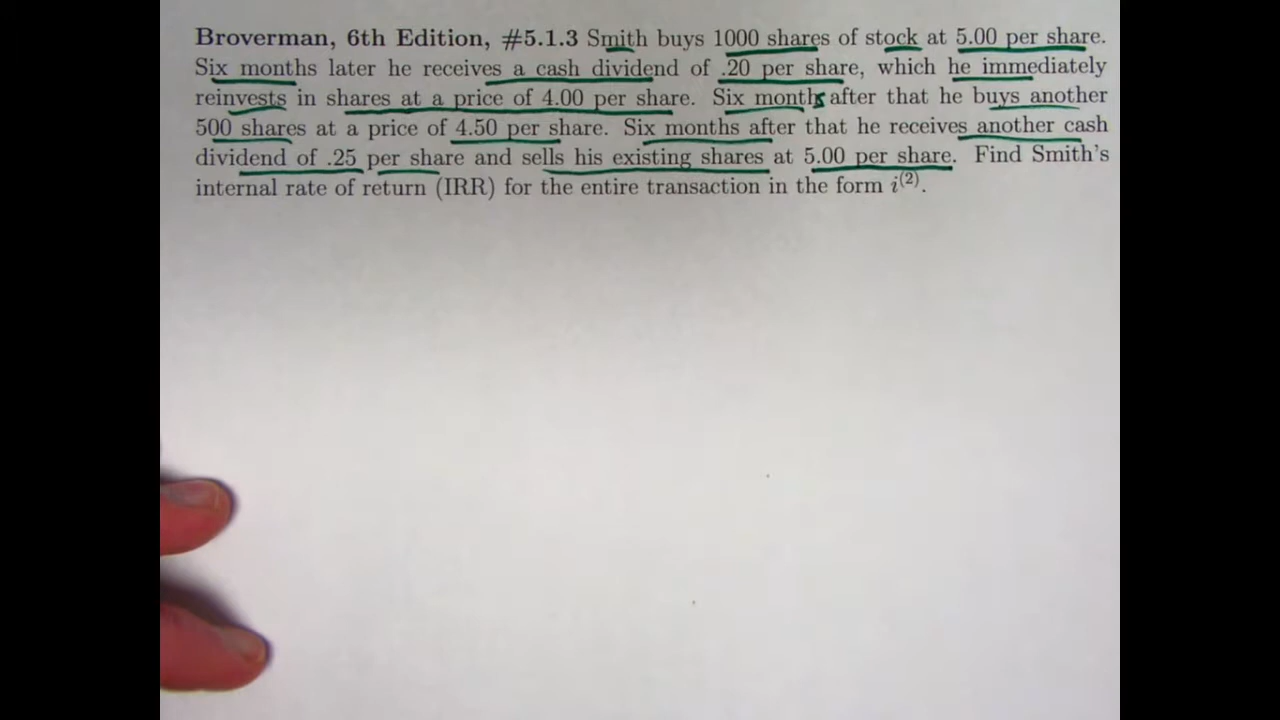 Broverman, 6th Edition, #5.1.3 Smith buys 1000 shares of stock at 5.00 per share.
Six months later he receives a cash dividend of .20 per share, which he immediately
reinvests in shares at a price of 4.00 per share. Six months after that he buys another
500 shares at a price of 4.50 per share. Six months after that he receives another cash
dividend of .25 per share and sells his existing shares at 5.00 per share. Find Smith's
internal rate of return (IRR) for the entire transaction in the form i^(2).